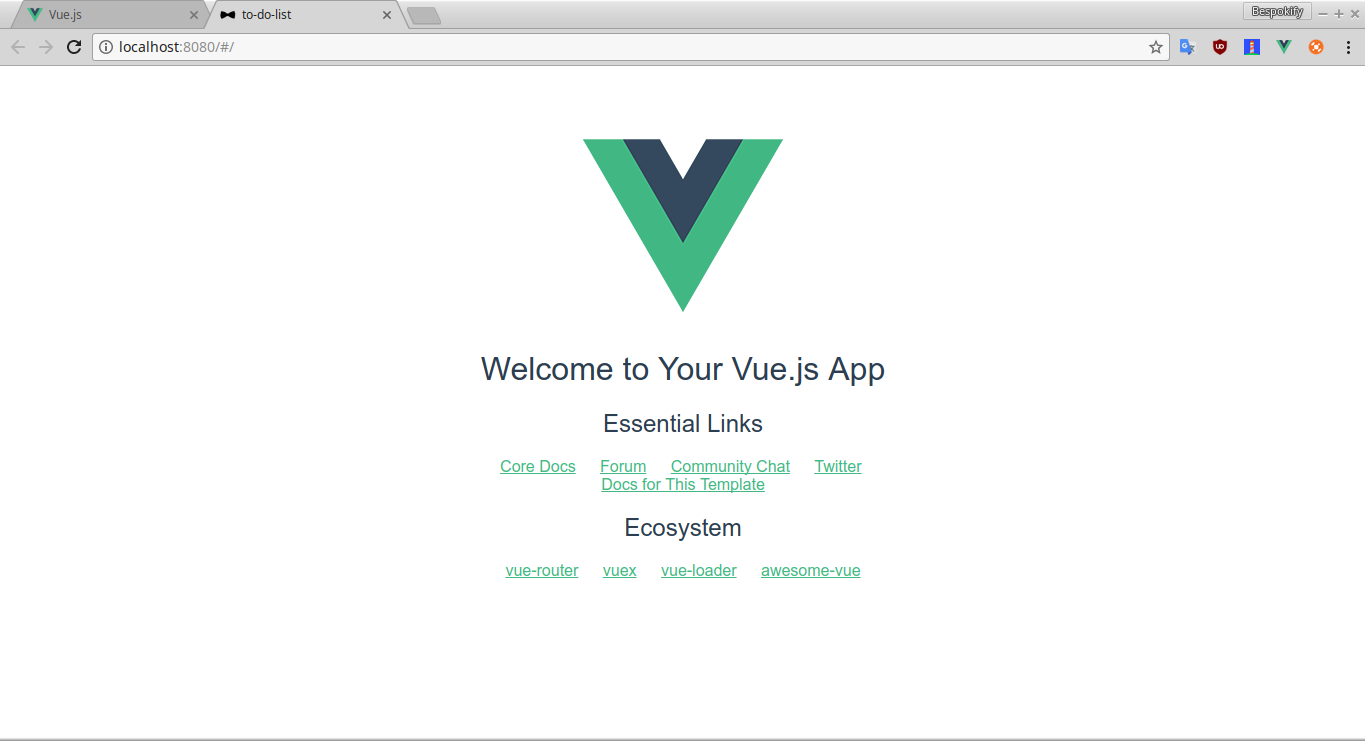 Vue.js
to-do-list
Bespokify
localhost:8080/#/
Welcome to Your Vue.js App
Essential Links
Core Docs Forum Community Chat Twitter
Docs for This Template
Ecosystem
vue-router vuex vue-loader awesome-vue